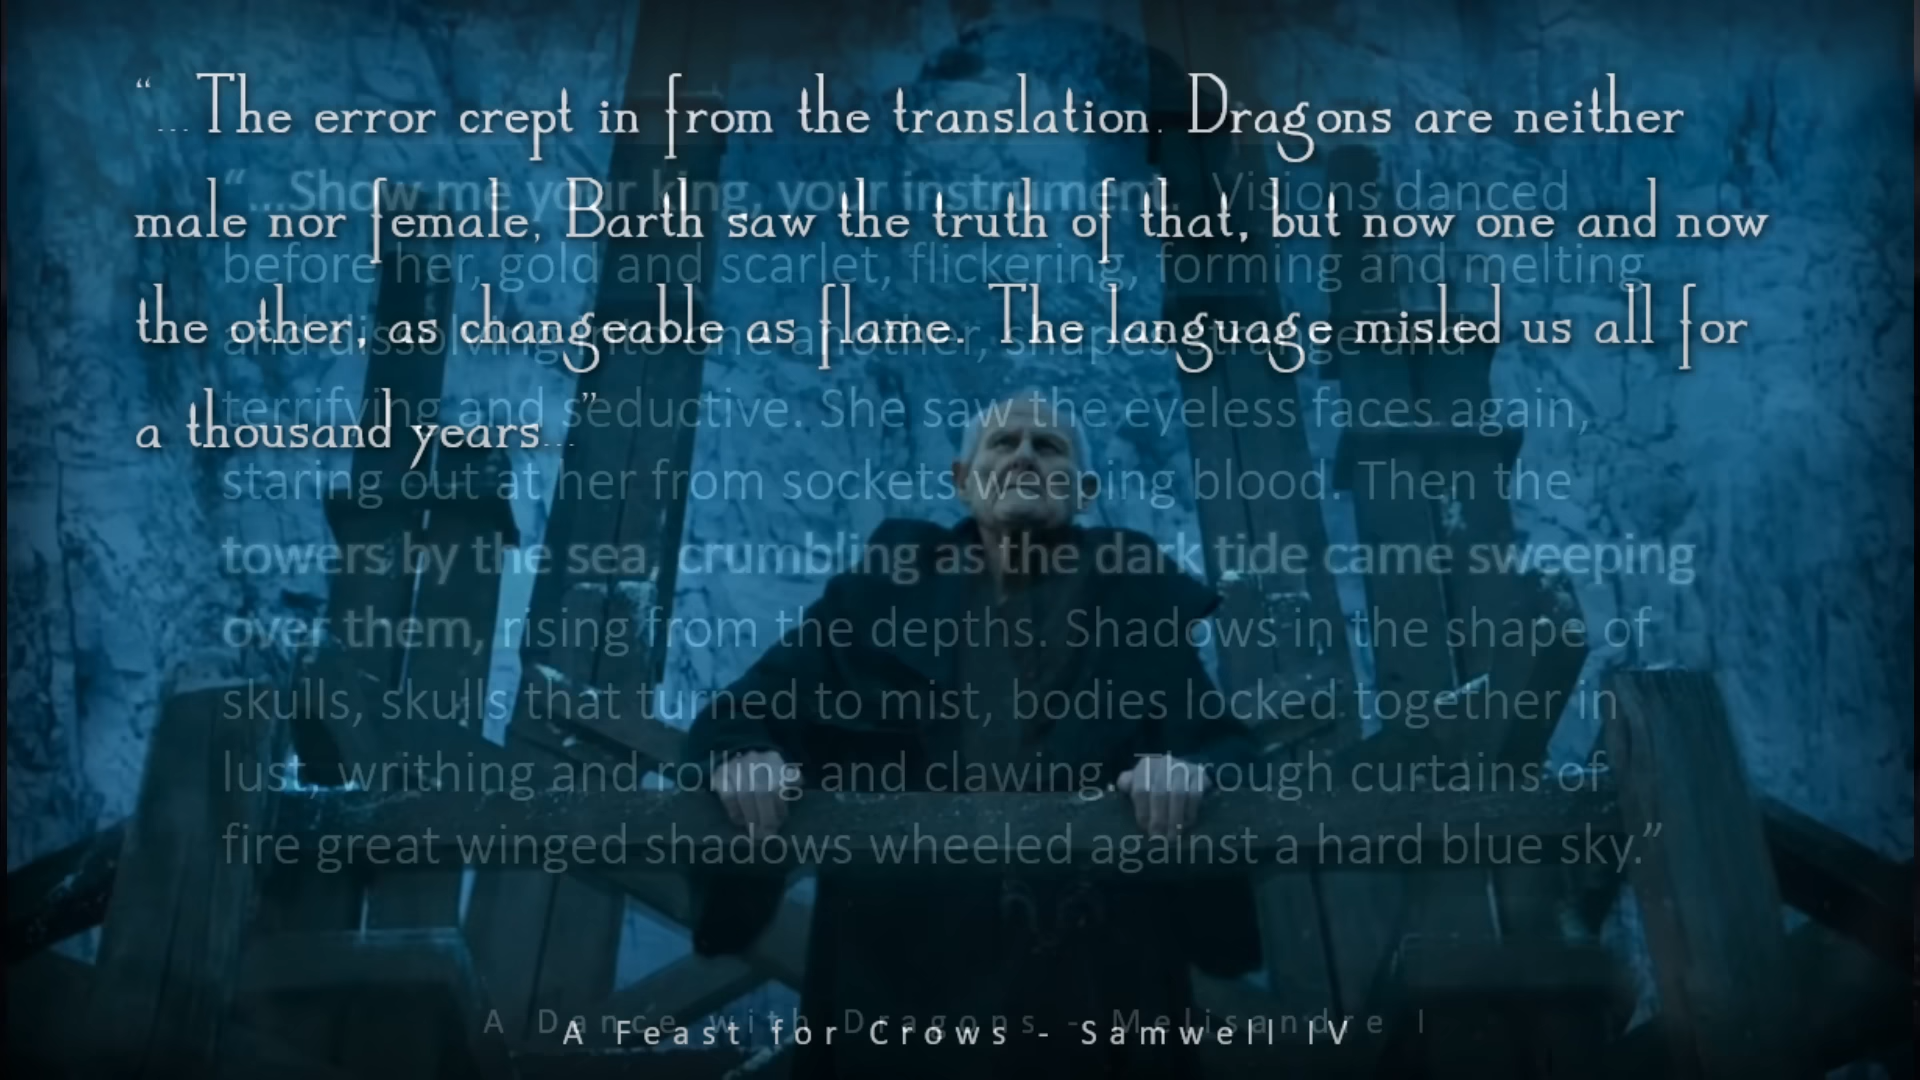 “...The error crept in from the translation. Dragons are neither
male nor female, Barth saw the truth of that, but now one and now
the other, as changeable as flame. The language misled us all for
a thousand years...”
“...Show me your king, your instrument. Visions danced
before her, gold and scarlet, flickering, forming and melting
and dissolving into one another, shapes strange and
terrifying and seductive. She saw the eyeless faces again,
staring out at her from sockets weeping blood. Then the
towers by the sea, crumbling as the dark tide came sweeping
over them, rising from the depths. Shadows in the shape of
skulls, skulls that turned to mist, bodies locked together in
lust, writhing and rolling and clawing. Through curtains of
fire great winged shadows wheeled against a hard blue sky.”
A Dance with Dragons - Melisandre I
A Feast for Crows - Samwell IV